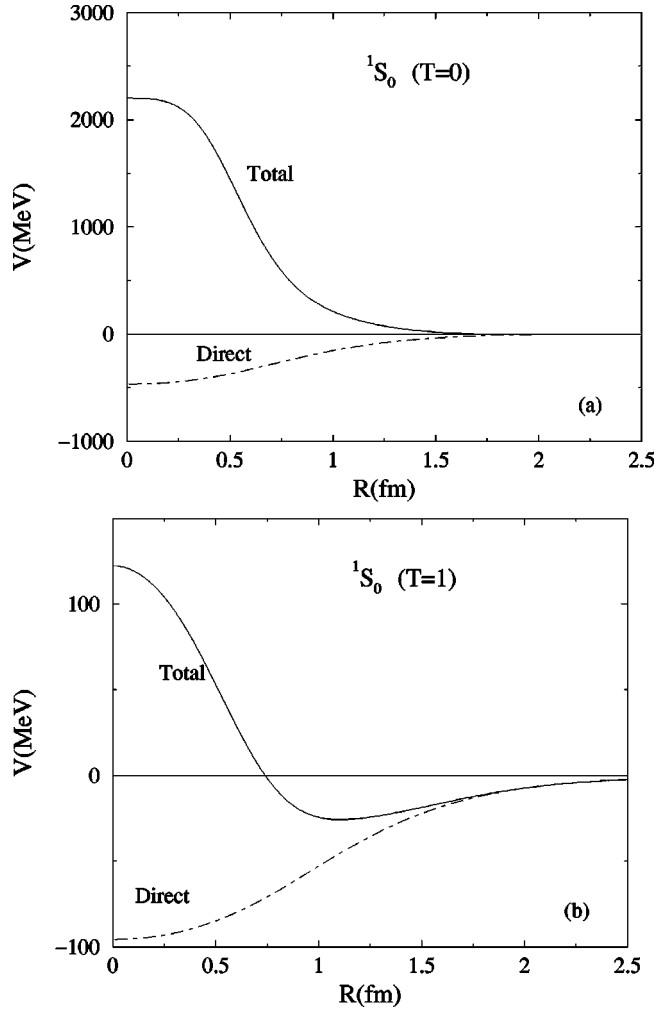 3000
¹S₀ (T=0)
2000
Total
V(MeV)
1000
0
Direct
(a)
−1000
0 0.5 1 1.5 2 2.5
R(fm)
¹S₀ (T=1)
100
Total
V(MeV)
0
Direct
(b)
−100
0 0.5 1 1.5 2 2.5
R(fm)